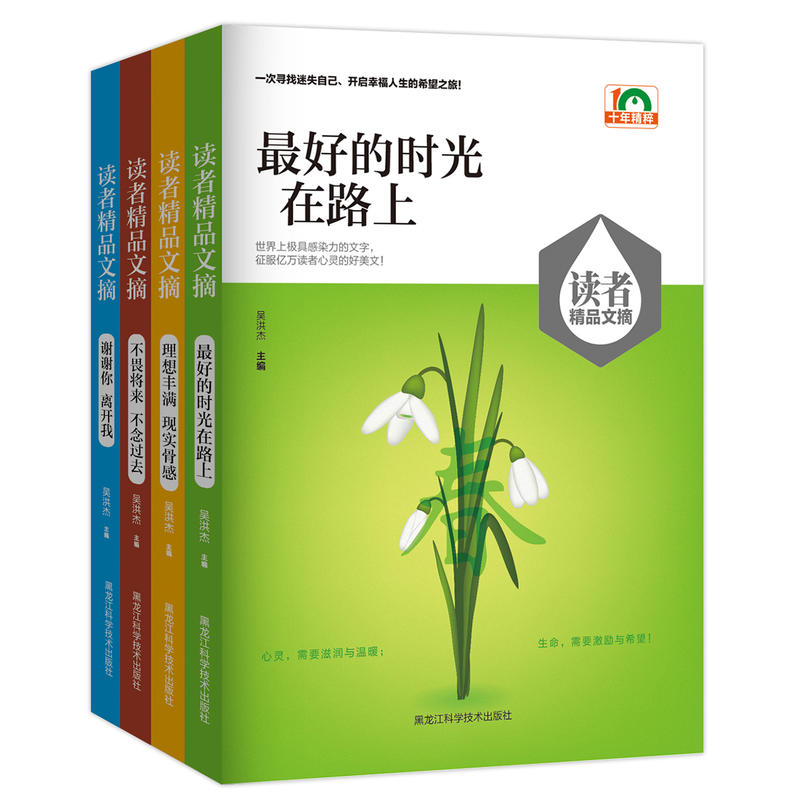 一次寻找迷失自己、开启幸福人生的希望之旅！
10
十年精粹
最好的时光
在路上
世界上极具感染力的文字，
征服亿万读者心灵的好美文！
读者
精品文摘
吴洪杰 主编
春
心灵，需要滋润与温暖；
生命，需要激励与希望！
黑龙江科学技术出版社
读者精品文摘
谢谢你 离开我
吴洪杰 主编
黑龙江科学技术出版社
读者精品文摘
不畏将来 不念过去
吴洪杰 主编
黑龙江科学技术出版社
读者精品文摘
理想丰满 现实骨感
吴洪杰 主编
黑龙江科学技术出版社
读者精品文摘
最好的时光在路上
吴洪杰 主编
黑龙江科学技术出版社